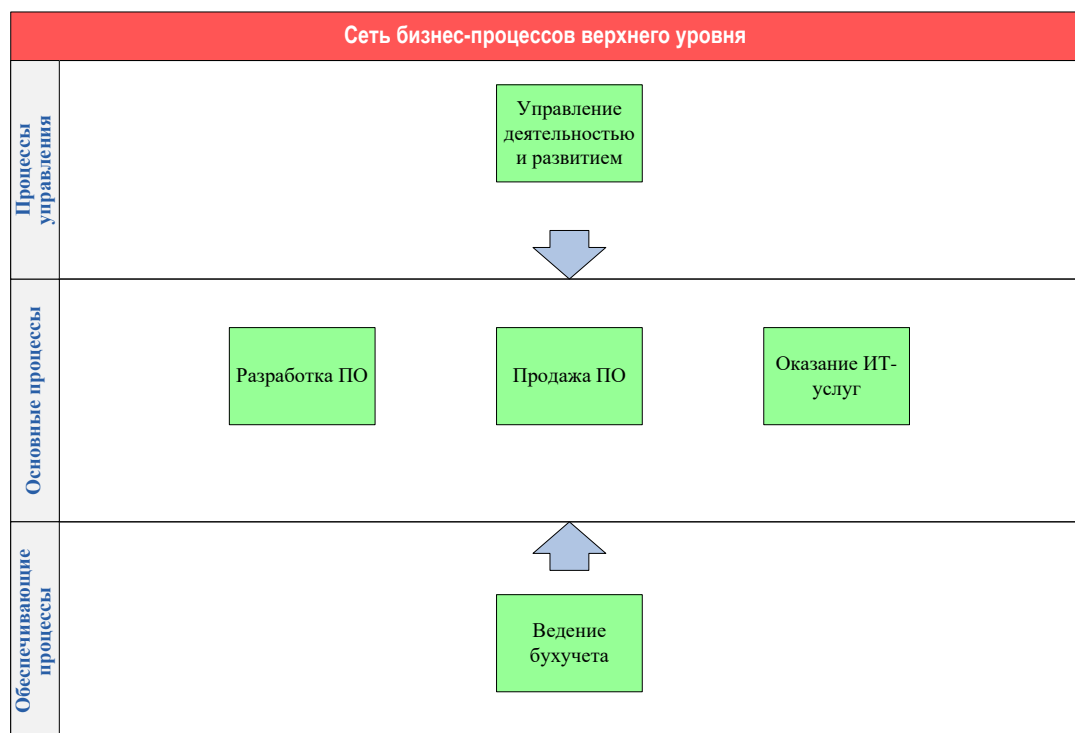 Сеть бизнес-процессов верхнего уровня
Процессы
управления
Управление
деятельностью
и развитием
Основные процессы
Разработка ПО
Продажа ПО
Оказание ИТ-
услуг
Обеспечивающие
процессы
Ведение
бухучета